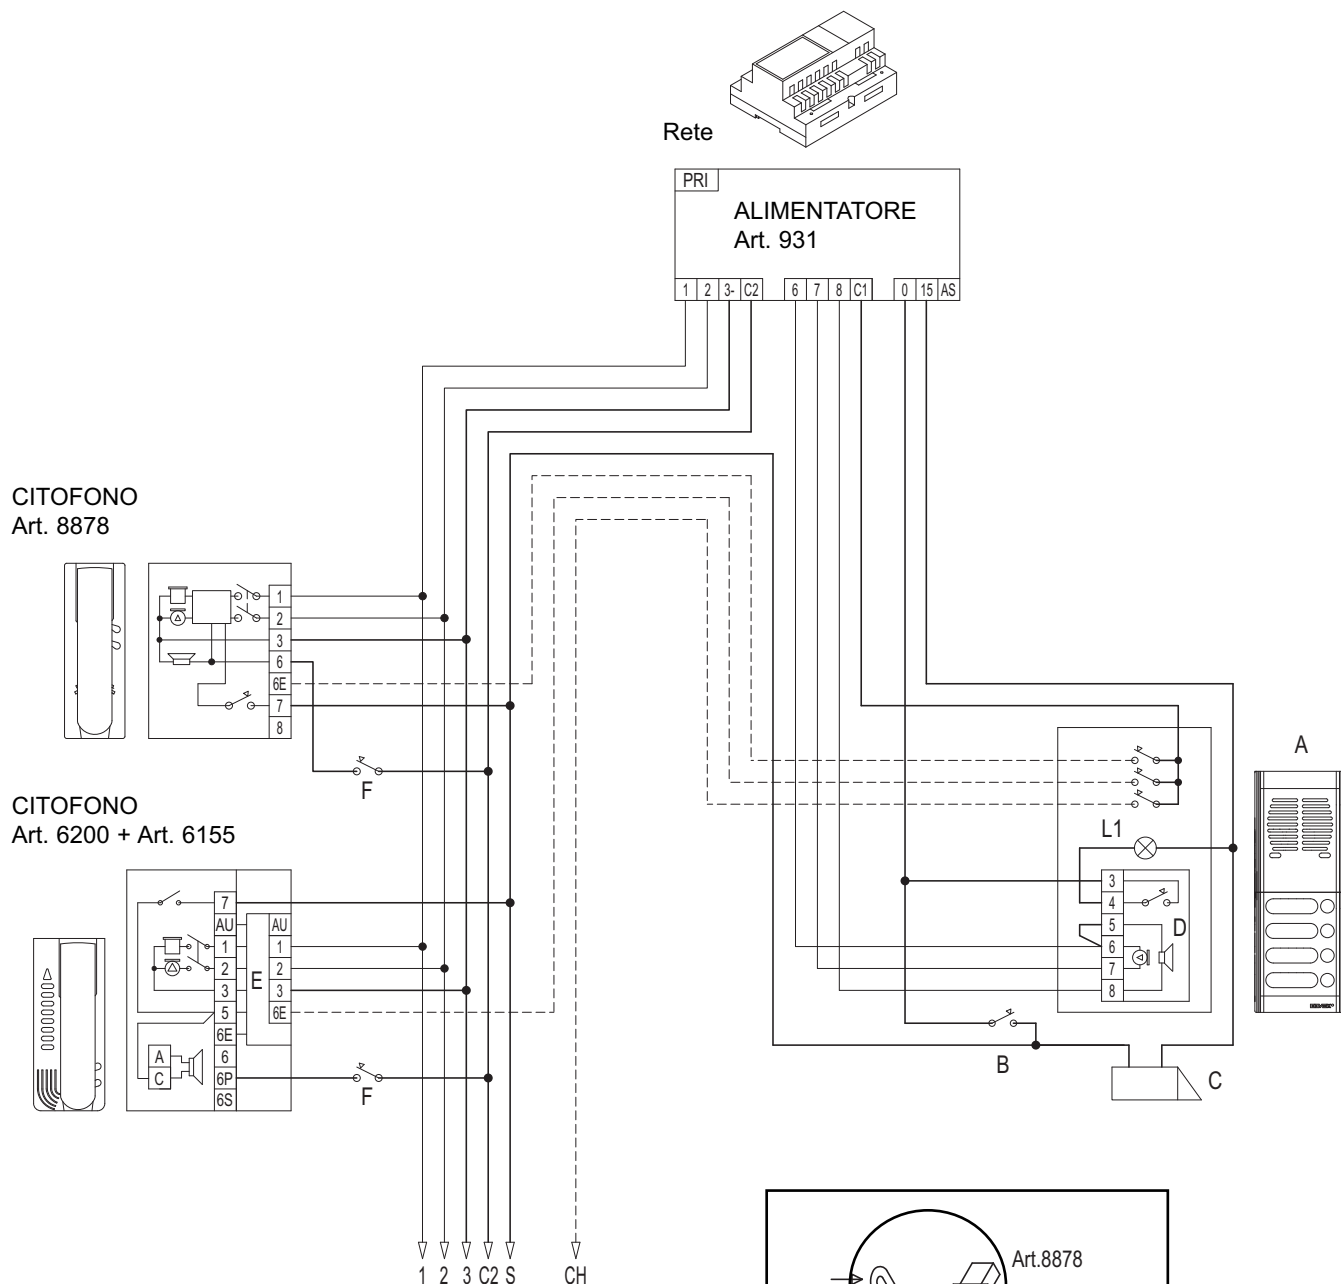 Rete
PRI
ALIMENTATORE
Art. 931
1 2 3- C2 6 7 8 C1 0 15 AS
CITOFONO
Art. 8878
1
2
3
6
6E
7
8
F
A
L1
3
4
5
6
7
8
D
B
C
CITOFONO
Art. 6200 + Art. 6155
7
AU AU
1 1
2 2
3 3
5 6E
6E
6
6P
6S
E
A
C
F
1 2 3 C2 S CH
Art.8878